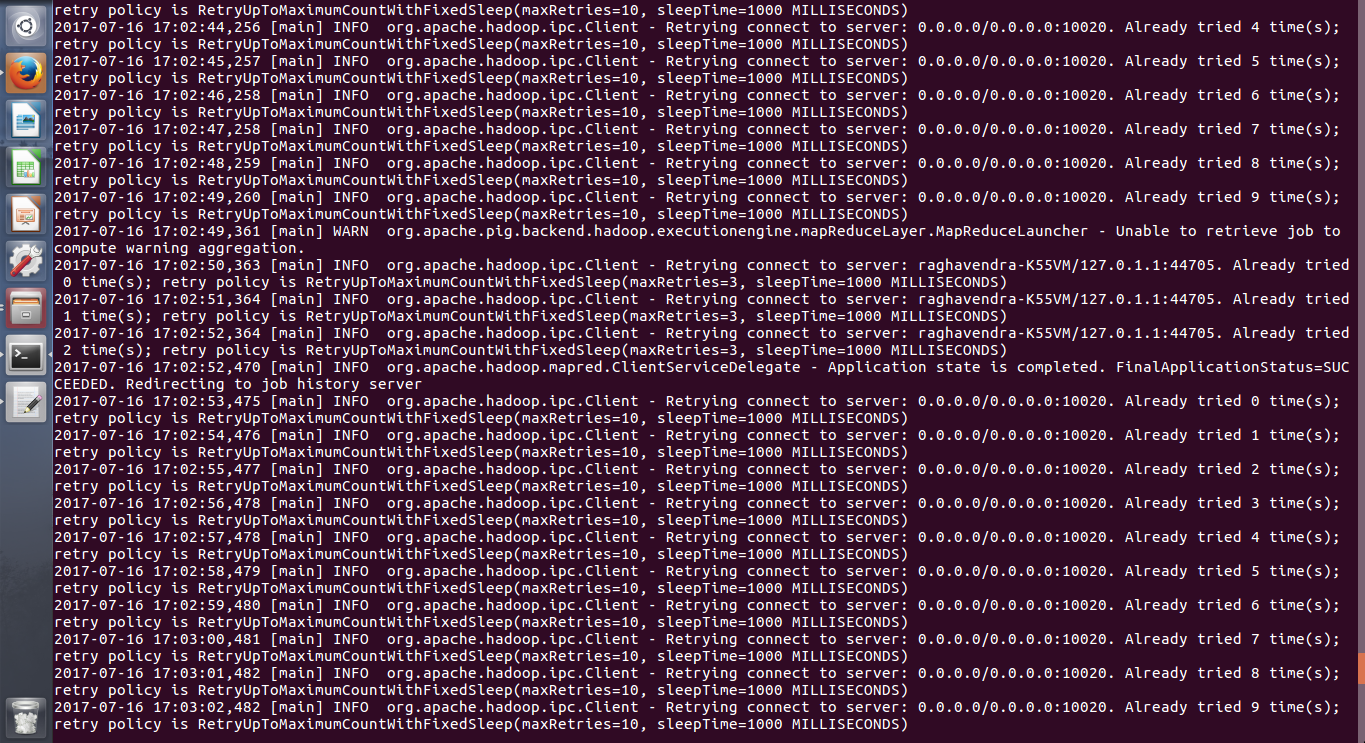 retry policy is RetryUpToMaximumCountWithFixedSleep(maxRetries=10, sleepTime=1000 MILLISECONDS)
2017-07-16 17:02:44,256 [main] INFO  org.apache.hadoop.ipc.Client - Retrying connect to server: 0.0.0.0/0.0.0.0:10020. Already tried 4 time(s);
retry policy is RetryUpToMaximumCountWithFixedSleep(maxRetries=10, sleepTime=1000 MILLISECONDS)
2017-07-16 17:02:45,257 [main] INFO  org.apache.hadoop.ipc.Client - Retrying connect to server: 0.0.0.0/0.0.0.0:10020. Already tried 5 time(s);
retry policy is RetryUpToMaximumCountWithFixedSleep(maxRetries=10, sleepTime=1000 MILLISECONDS)
2017-07-16 17:02:46,258 [main] INFO  org.apache.hadoop.ipc.Client - Retrying connect to server: 0.0.0.0/0.0.0.0:10020. Already tried 6 time(s);
retry policy is RetryUpToMaximumCountWithFixedSleep(maxRetries=10, sleepTime=1000 MILLISECONDS)
2017-07-16 17:02:47,258 [main] INFO  org.apache.hadoop.ipc.Client - Retrying connect to server: 0.0.0.0/0.0.0.0:10020. Already tried 7 time(s);
retry policy is RetryUpToMaximumCountWithFixedSleep(maxRetries=10, sleepTime=1000 MILLISECONDS)
2017-07-16 17:02:48,259 [main] INFO  org.apache.hadoop.ipc.Client - Retrying connect to server: 0.0.0.0/0.0.0.0:10020. Already tried 8 time(s);
retry policy is RetryUpToMaximumCountWithFixedSleep(maxRetries=10, sleepTime=1000 MILLISECONDS)
2017-07-16 17:02:49,260 [main] INFO  org.apache.hadoop.ipc.Client - Retrying connect to server: 0.0.0.0/0.0.0.0:10020. Already tried 9 time(s);
retry policy is RetryUpToMaximumCountWithFixedSleep(maxRetries=10, sleepTime=1000 MILLISECONDS)
2017-07-16 17:02:49,361 [main] WARN  org.apache.pig.backend.hadoop.executionengine.mapReduceLayer.MapReduceLauncher - Unable to retrieve job to
compute warning aggregation.
2017-07-16 17:02:50,363 [main] INFO  org.apache.hadoop.ipc.Client - Retrying connect to server: raghavendra-K55VM/127.0.1.1:44705. Already tried
 0 time(s); retry policy is RetryUpToMaximumCountWithFixedSleep(maxRetries=3, sleepTime=1000 MILLISECONDS)
2017-07-16 17:02:51,364 [main] INFO  org.apache.hadoop.ipc.Client - Retrying connect to server: raghavendra-K55VM/127.0.1.1:44705. Already tried
 1 time(s); retry policy is RetryUpToMaximumCountWithFixedSleep(maxRetries=3, sleepTime=1000 MILLISECONDS)
2017-07-16 17:02:52,364 [main] INFO  org.apache.hadoop.ipc.Client - Retrying connect to server: raghavendra-K55VM/127.0.1.1:44705. Already tried
 2 time(s); retry policy is RetryUpToMaximumCountWithFixedSleep(maxRetries=3, sleepTime=1000 MILLISECONDS)
2017-07-16 17:02:52,470 [main] INFO  org.apache.hadoop.mapred.ClientServiceDelegate - Application state is completed. FinalApplicationStatus=SUC
CEEDED. Redirecting to job history server
2017-07-16 17:02:53,475 [main] INFO  org.apache.hadoop.ipc.Client - Retrying connect to server: 0.0.0.0/0.0.0.0:10020. Already tried 0 time(s);
retry policy is RetryUpToMaximumCountWithFixedSleep(maxRetries=10, sleepTime=1000 MILLISECONDS)
2017-07-16 17:02:54,476 [main] INFO  org.apache.hadoop.ipc.Client - Retrying connect to server: 0.0.0.0/0.0.0.0:10020. Already tried 1 time(s);
retry policy is RetryUpToMaximumCountWithFixedSleep(maxRetries=10, sleepTime=1000 MILLISECONDS)
2017-07-16 17:02:55,477 [main] INFO  org.apache.hadoop.ipc.Client - Retrying connect to server: 0.0.0.0/0.0.0.0:10020. Already tried 2 time(s);
retry policy is RetryUpToMaximumCountWithFixedSleep(maxRetries=10, sleepTime=1000 MILLISECONDS)
2017-07-16 17:02:56,478 [main] INFO  org.apache.hadoop.ipc.Client - Retrying connect to server: 0.0.0.0/0.0.0.0:10020. Already tried 3 time(s);
retry policy is RetryUpToMaximumCountWithFixedSleep(maxRetries=10, sleepTime=1000 MILLISECONDS)
2017-07-16 17:02:57,478 [main] INFO  org.apache.hadoop.ipc.Client - Retrying connect to server: 0.0.0.0/0.0.0.0:10020. Already tried 4 time(s);
retry policy is RetryUpToMaximumCountWithFixedSleep(maxRetries=10, sleepTime=1000 MILLISECONDS)
2017-07-16 17:02:58,479 [main] INFO  org.apache.hadoop.ipc.Client - Retrying connect to server: 0.0.0.0/0.0.0.0:10020. Already tried 5 time(s);
retry policy is RetryUpToMaximumCountWithFixedSleep(maxRetries=10, sleepTime=1000 MILLISECONDS)
2017-07-16 17:02:59,480 [main] INFO  org.apache.hadoop.ipc.Client - Retrying connect to server: 0.0.0.0/0.0.0.0:10020. Already tried 6 time(s);
retry policy is RetryUpToMaximumCountWithFixedSleep(maxRetries=10, sleepTime=1000 MILLISECONDS)
2017-07-16 17:03:00,481 [main] INFO  org.apache.hadoop.ipc.Client - Retrying connect to server: 0.0.0.0/0.0.0.0:10020. Already tried 7 time(s);
retry policy is RetryUpToMaximumCountWithFixedSleep(maxRetries=10, sleepTime=1000 MILLISECONDS)
2017-07-16 17:03:01,482 [main] INFO  org.apache.hadoop.ipc.Client - Retrying connect to server: 0.0.0.0/0.0.0.0:10020. Already tried 8 time(s);
retry policy is RetryUpToMaximumCountWithFixedSleep(maxRetries=10, sleepTime=1000 MILLISECONDS)
2017-07-16 17:03:02,482 [main] INFO  org.apache.hadoop.ipc.Client - Retrying connect to server: 0.0.0.0/0.0.0.0:10020. Already tried 9 time(s);
retry policy is RetryUpToMaximumCountWithFixedSleep(maxRetries=10, sleepTime=1000 MILLISECONDS)